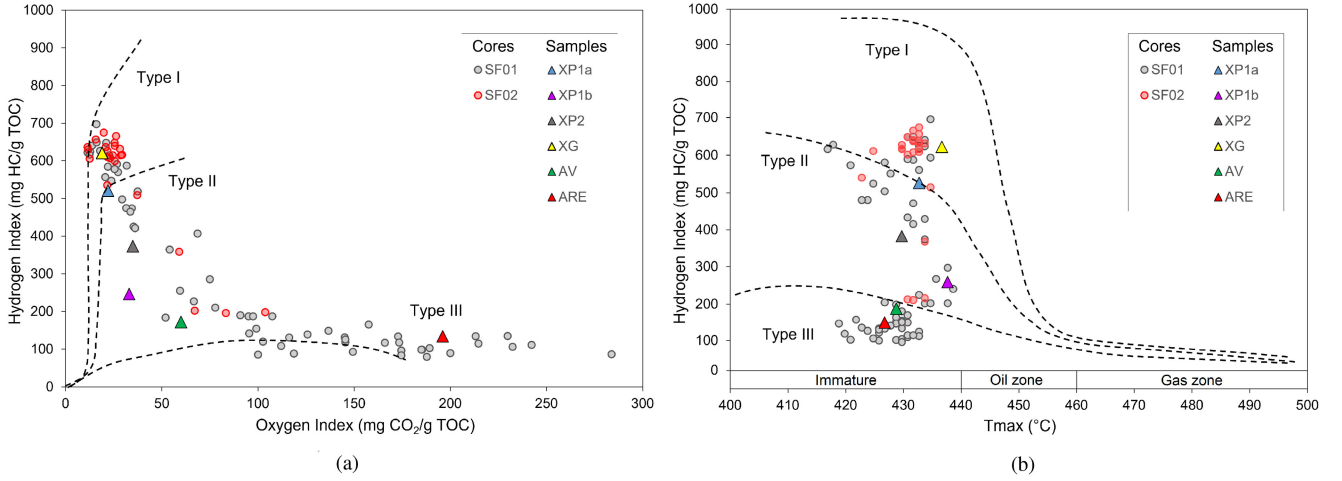 1000
900
800
700
600
500
400
300
200
100
0
Hydrogen Index (mg HC/g TOC)
Type I
Type II
Type III
Cores Samples
SF01 XP1a
SF02 XP1b
XP2
XG
AV
ARE
0 50 100 150 200 250 300
Oxygen Index (mg CO₂/g TOC)
(a)
1000
900
800
700
600
500
400
300
200
100
0
Hydrogen Index (mg HC/g TOC)
Type I
Type II
Type III
Cores Samples
SF01 XP1a
SF02 XP1b
XP2
XG
AV
ARE
Immature Oil zone Gas zone
400 410 420 430 440 450 460 470 480 490 500
Tmax (°C)
(b)